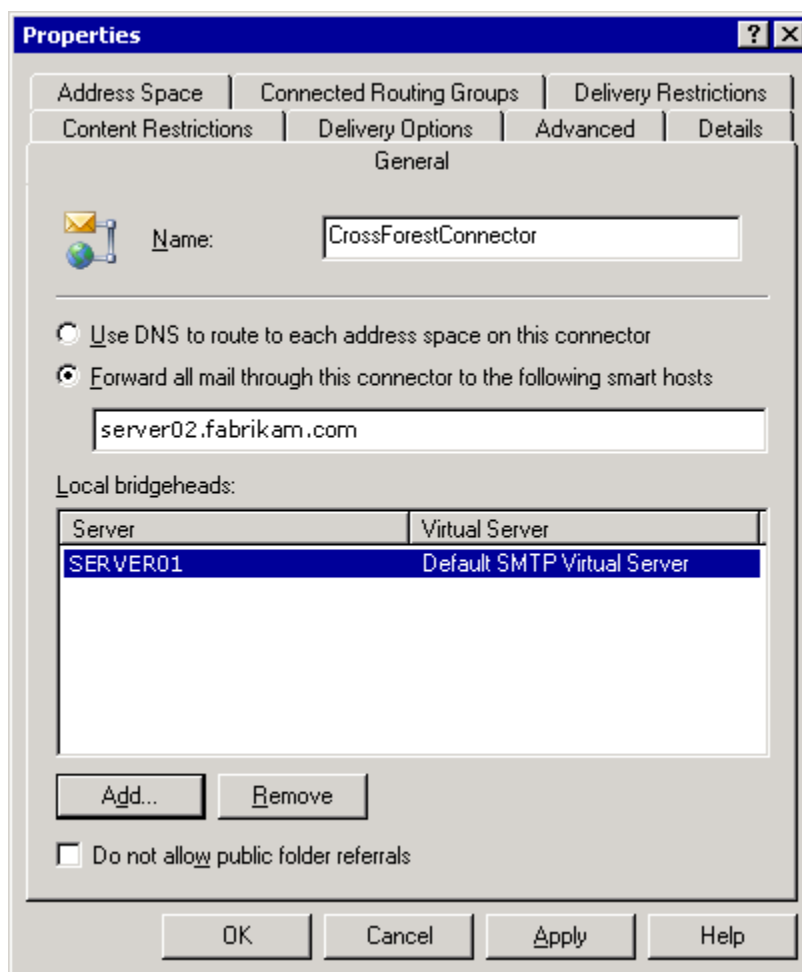 Properties
Address Space Connected Routing Groups Delivery Restrictions
Content Restrictions Delivery Options Advanced Details
General
Name: CrossForestConnector
Use DNS to route to each address space on this connector
Forward all mail through this connector to the following smart hosts
server02.fabrikam.com
Local bridgeheads:
Server Virtual Server
SERVER01 Default SMTP Virtual Server
Add... Remove
Do not allow public folder referrals
OK Cancel Apply Help